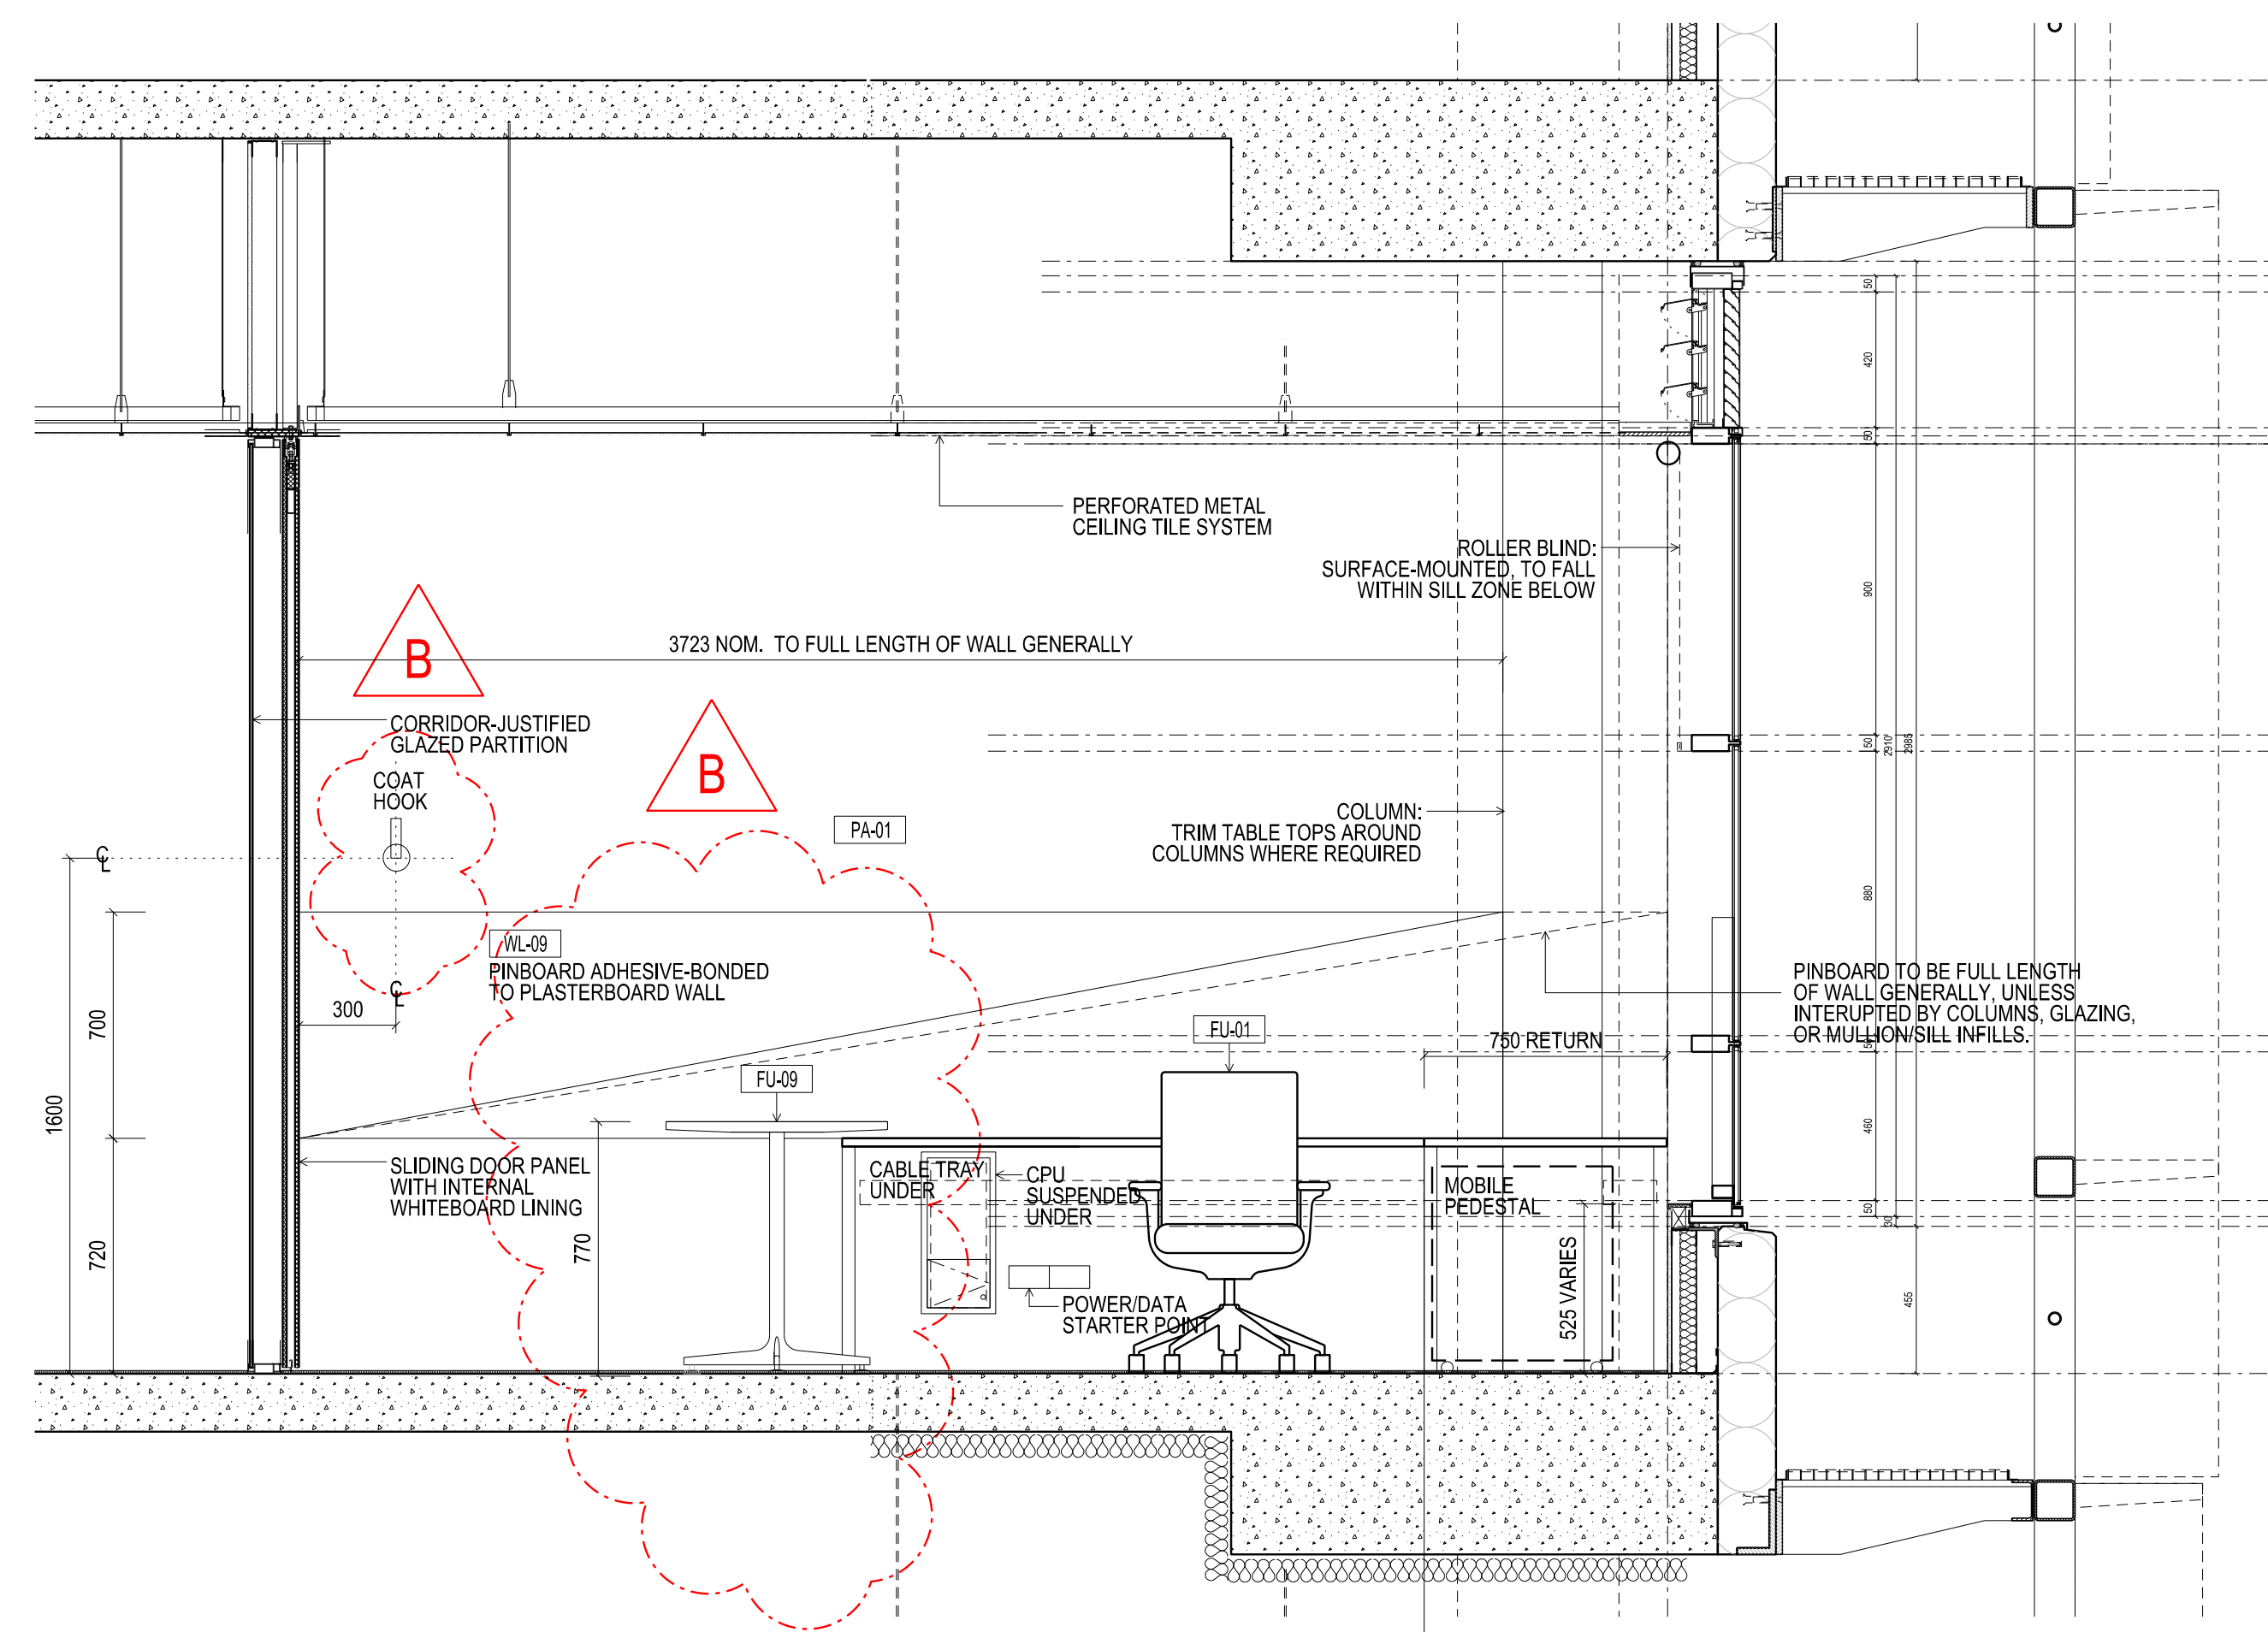 PERFORATED METAL
CEILING TILE SYSTEM
ROLLER BLIND:
SURFACE-MOUNTED, TO FALL
WITHIN SILL ZONE BELOW
3723 NOM. TO FULL LENGTH OF WALL GENERALLY
B
B
CORRIDOR-JUSTIFIED
GLAZED PARTITION
COAT
HOOK
PA-01
COLUMN:
TRIM TABLE TOPS AROUND
COLUMNS WHERE REQUIRED
WL-09
PINBOARD ADHESIVE-BONDED
TO PLASTERBOARD WALL
PINBOARD TO BE FULL LENGTH
OF WALL GENERALLY, UNLESS
INTERUPTED BY COLUMNS, GLAZING,
OR MULLION/SILL INFILLS.
CL
CL
300
700
1600
720
FU-01
750 RETURN
FU-09
770
SLIDING DOOR PANEL
WITH INTERNAL
WHITEBOARD LINING
CABLE TRAY
UNDER
CPU
SUSPENDED
UNDER
MOBILE
PEDESTAL
POWER/DATA
STARTER POINT
525 VARIES
50
420
50
900
50
2910
2985
880
50
460
50
30
455